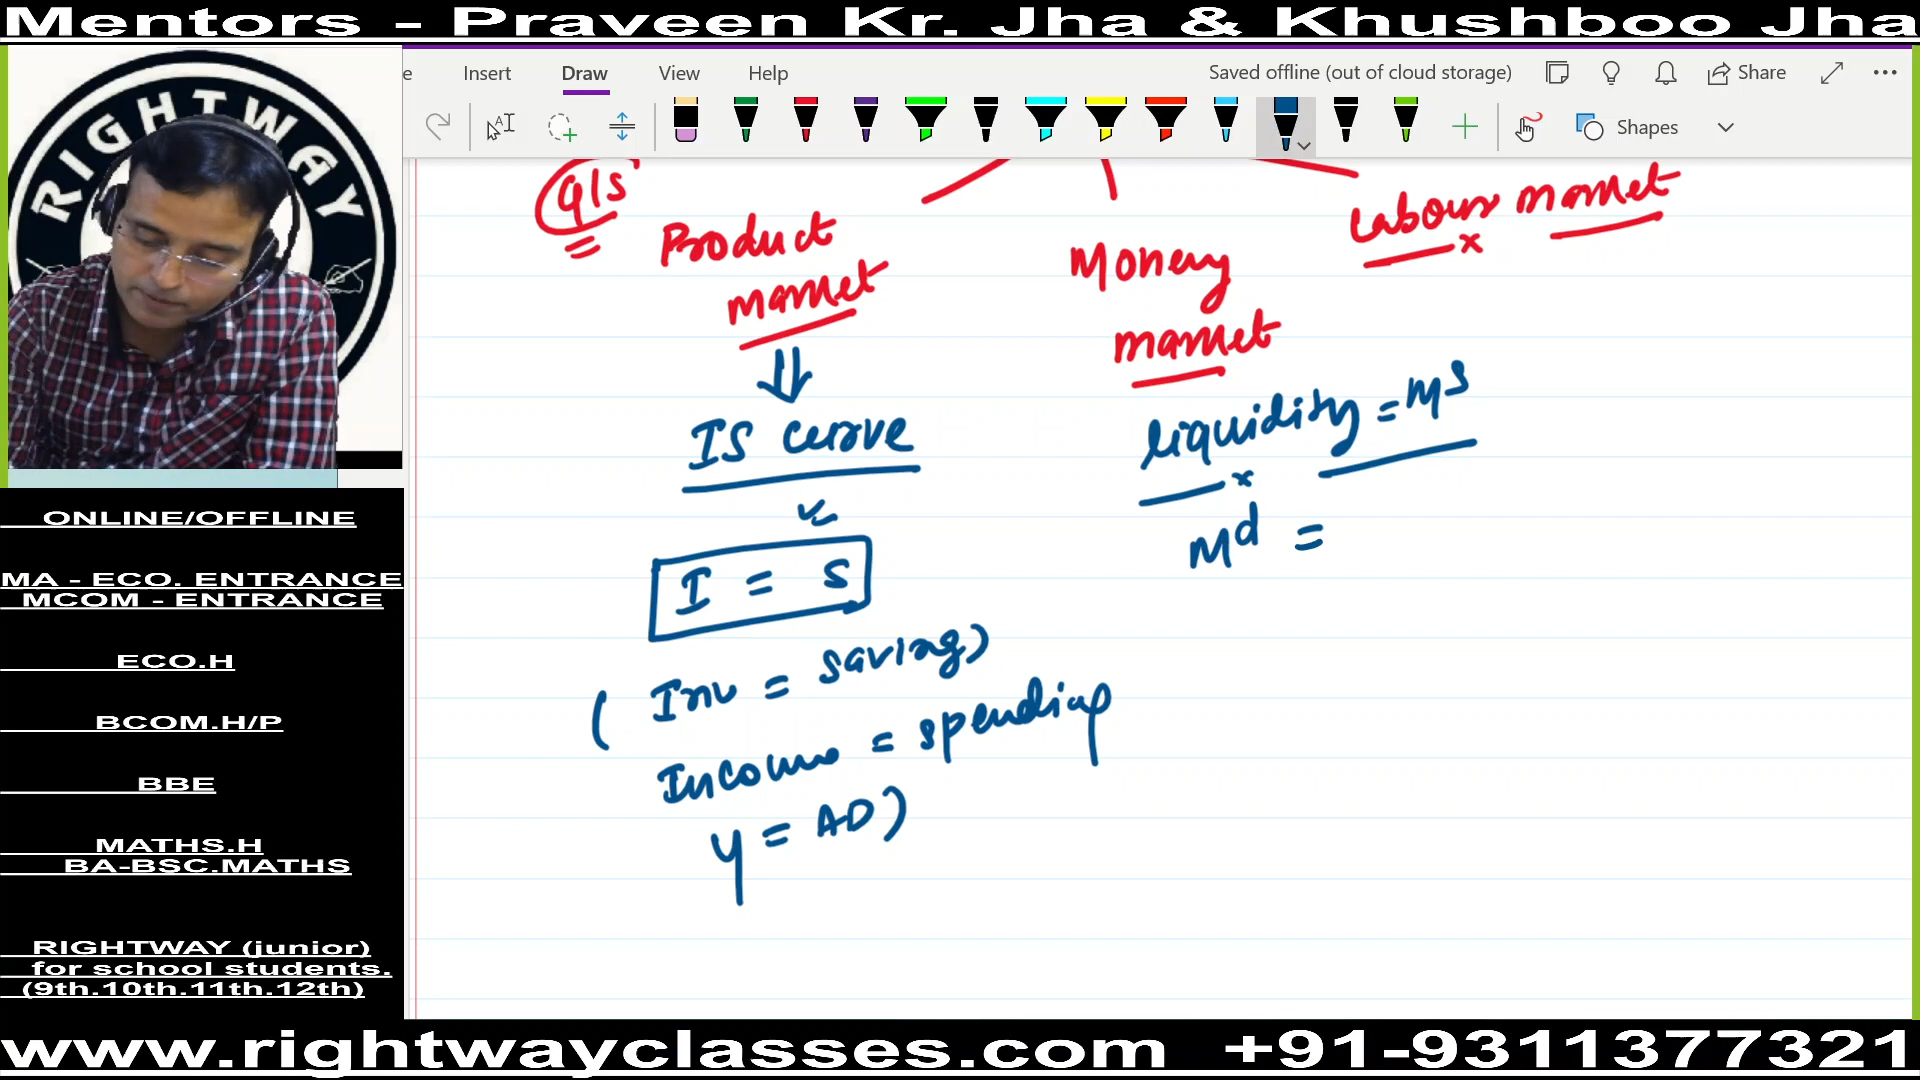 Mentors - Praveen Kr. Jha & Khushboo Jha
Insert Draw View Help
Saved offline (out of cloud storage)
Share
Shapes
RIGHTWAY
Product
market
Money
market
Labour market
IS curve
I = S
( Inv = saving)
Income = spending
Y = AD)
liquidity = MS
Md =
ONLINE/OFFLINE
MA - ECO. ENTRANCE
MCOM - ENTRANCE
ECO.H
BCOM.H/P
BBE
MATHS.H
BA-BSC.MATHS
RIGHTWAY (junior)
for school students.
(9th.10th.11th.12th)
www.rightwayclasses.com +91-9311377321